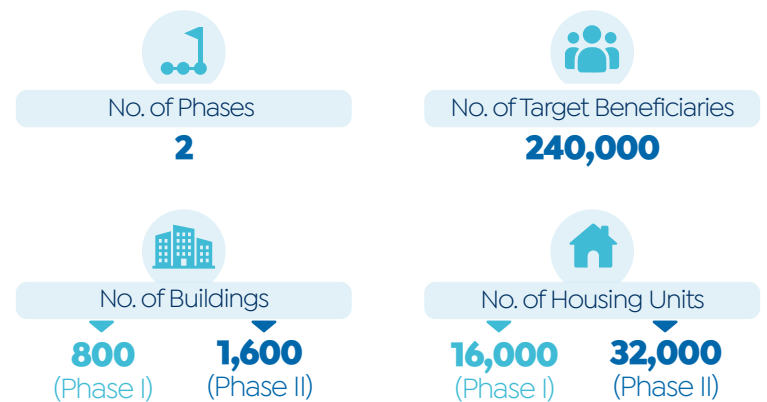 No. of Phases
2
No. of Target Beneficiaries
240,000
No. of Buildings
800
(Phase I)
1,600
(Phase II)
No. of Housing Units
16,000
(Phase I)
32,000
(Phase II)